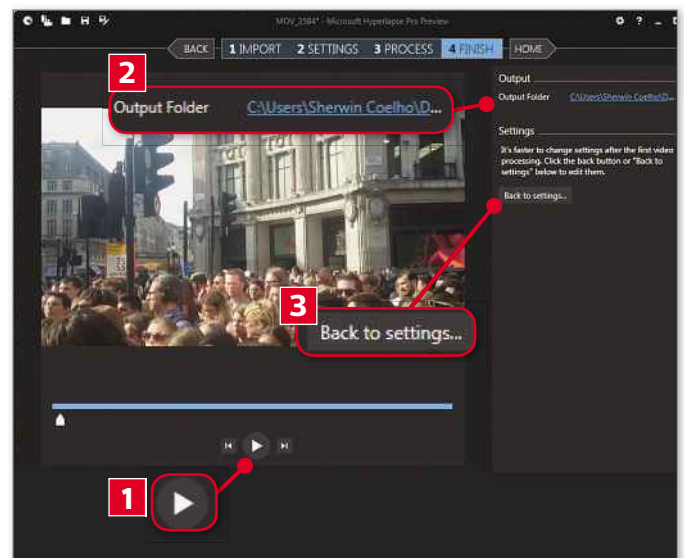 MOV_3584* - Microsoft Hyperlapse Pro Preview
?
BACK
1 IMPORT 2 SETTINGS 3 PROCESS 4 FINISH
HOME
2
Output Folder C:\Users\Sherwin Coelho\D...
Output
Output Folder C:\Users\Sherwin Coelho\D...
Settings
It's faster to change settings after the first video
processing. Click the back button or "Back to
settings" below to edit them.
Back to settings...
3
Back to settings...
1